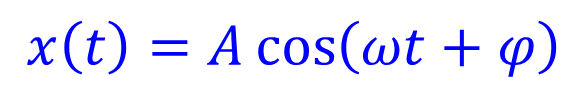 x(t) = A cos(ωt + φ)